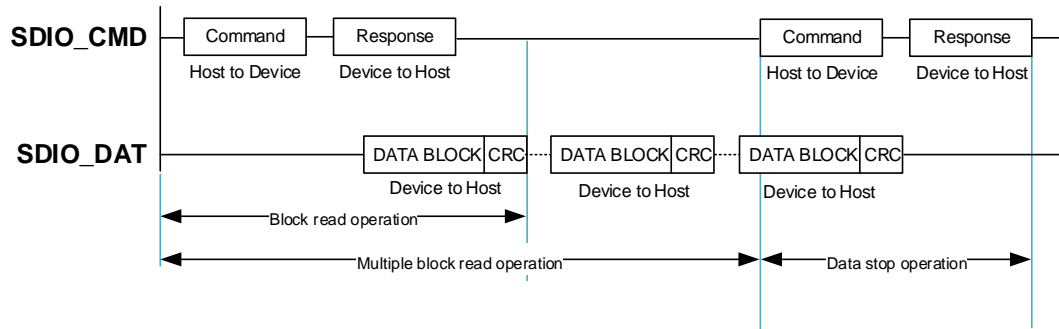 SDIO_CMD Command Response Command Response
Host to Device Device to Host Host to Device Device to Host
SDIO_DAT DATA BLOCK CRC DATA BLOCK CRC DATA BLOCK CRC
Device to Host Device to Host Device to Host
Block read operation
Multiple block read operation Data stop operation